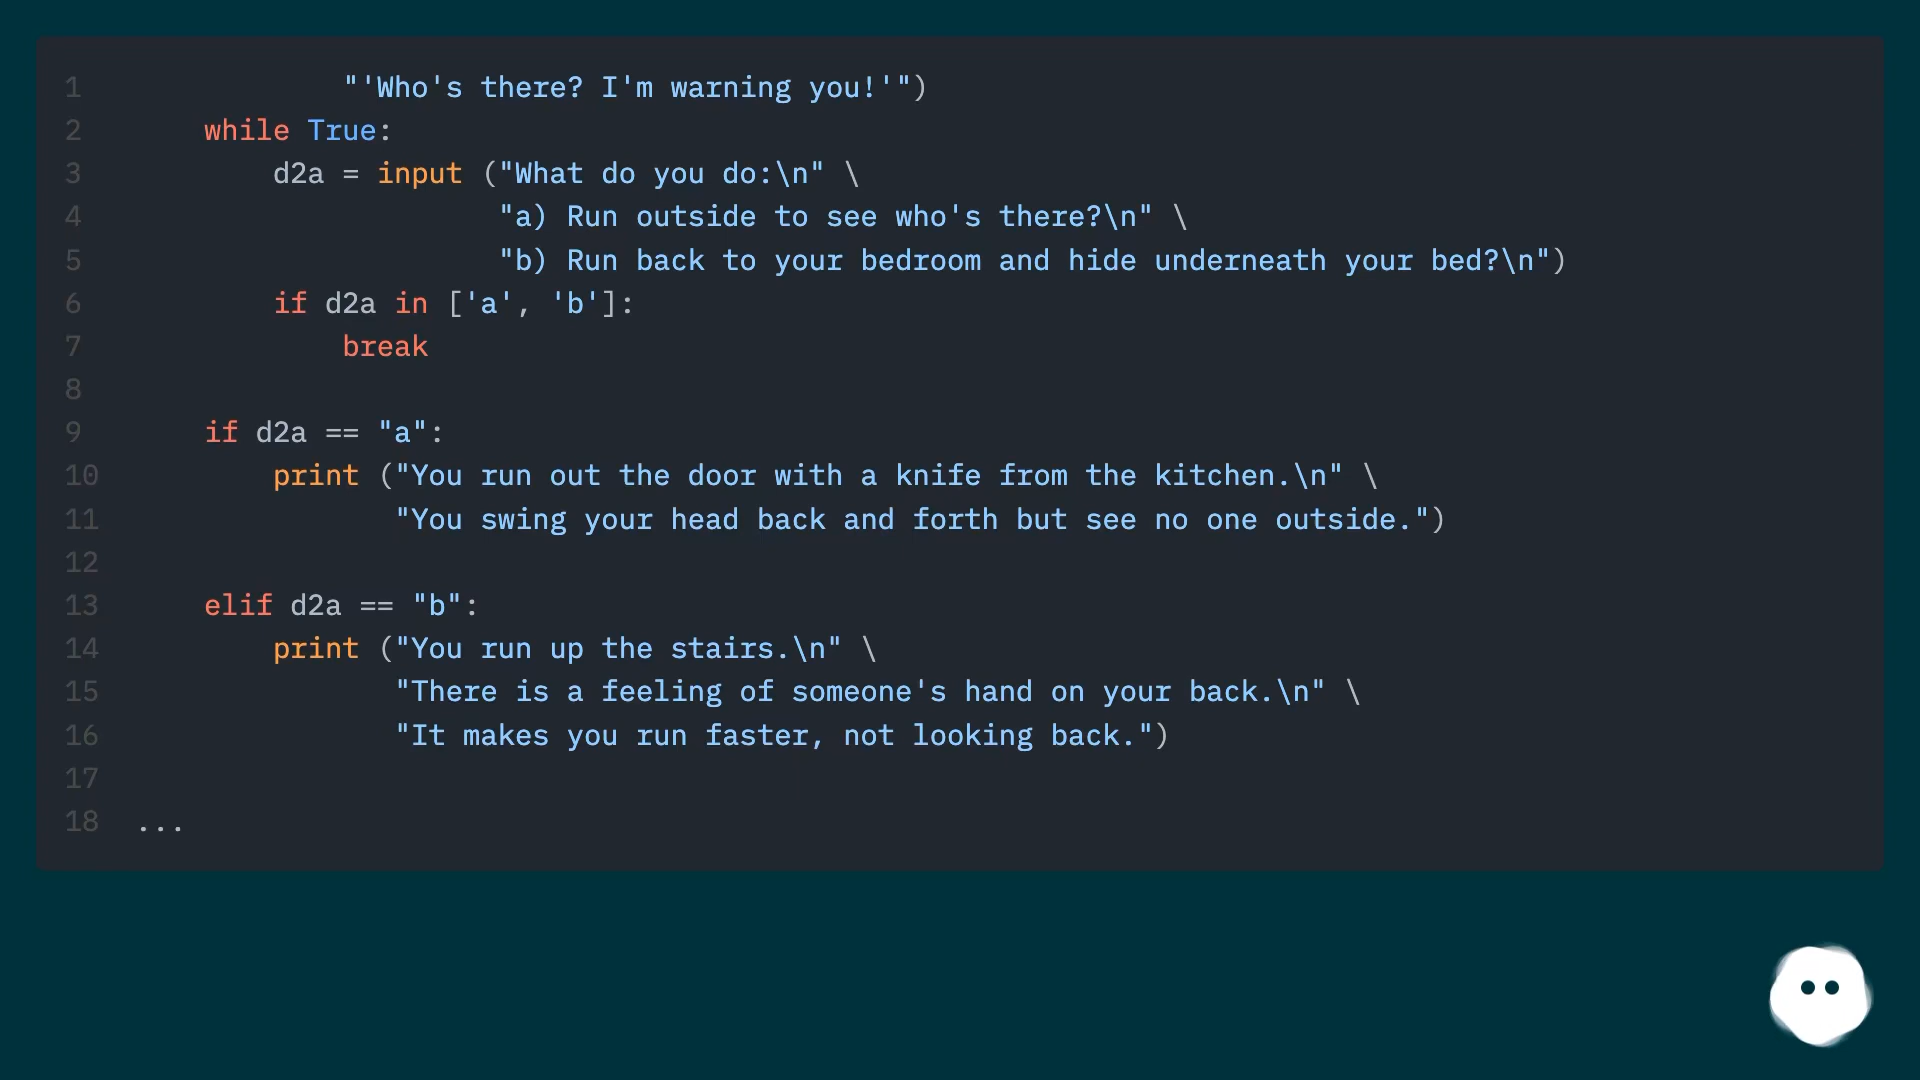 1 "'Who's there? I'm warning you!'")
2 while True:
3 d2a = input ("What do you do:\n" \
4 "a) Run outside to see who's there?\n" \
5 "b) Run back to your bedroom and hide underneath your bed?\n")
6 if d2a in ['a', 'b']:
7 break
8
9 if d2a == "a":
10 print ("You run out the door with a knife from the kitchen.\n" \
11 "You swing your head back and forth but see no one outside.")
12
13 elif d2a == "b":
14 print ("You run up the stairs.\n" \
15 "There is a feeling of someone's hand on your back.\n" \
16 "It makes you run faster, not looking back.")
17
18 ...